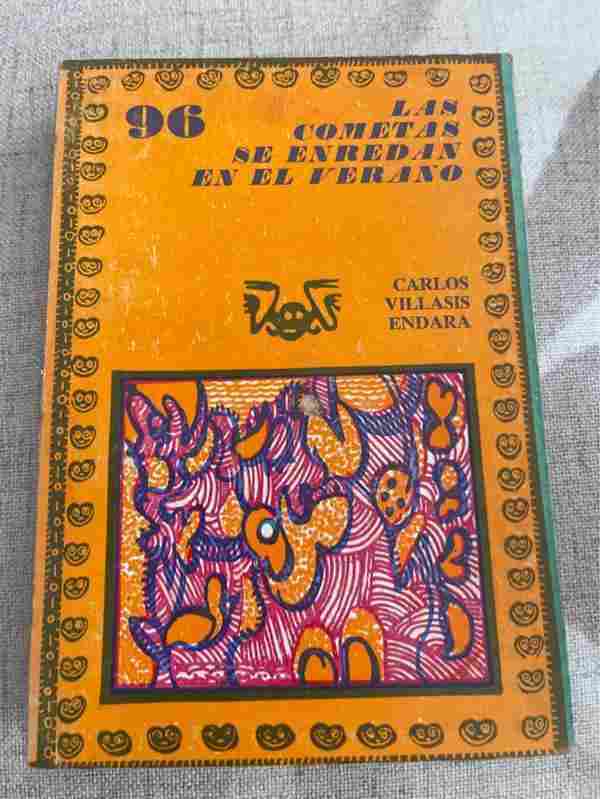 96
LAS
COMETAS
SE ENREDAN
EN EL VERANO
CARLOS
VILLASIS
ENDARA